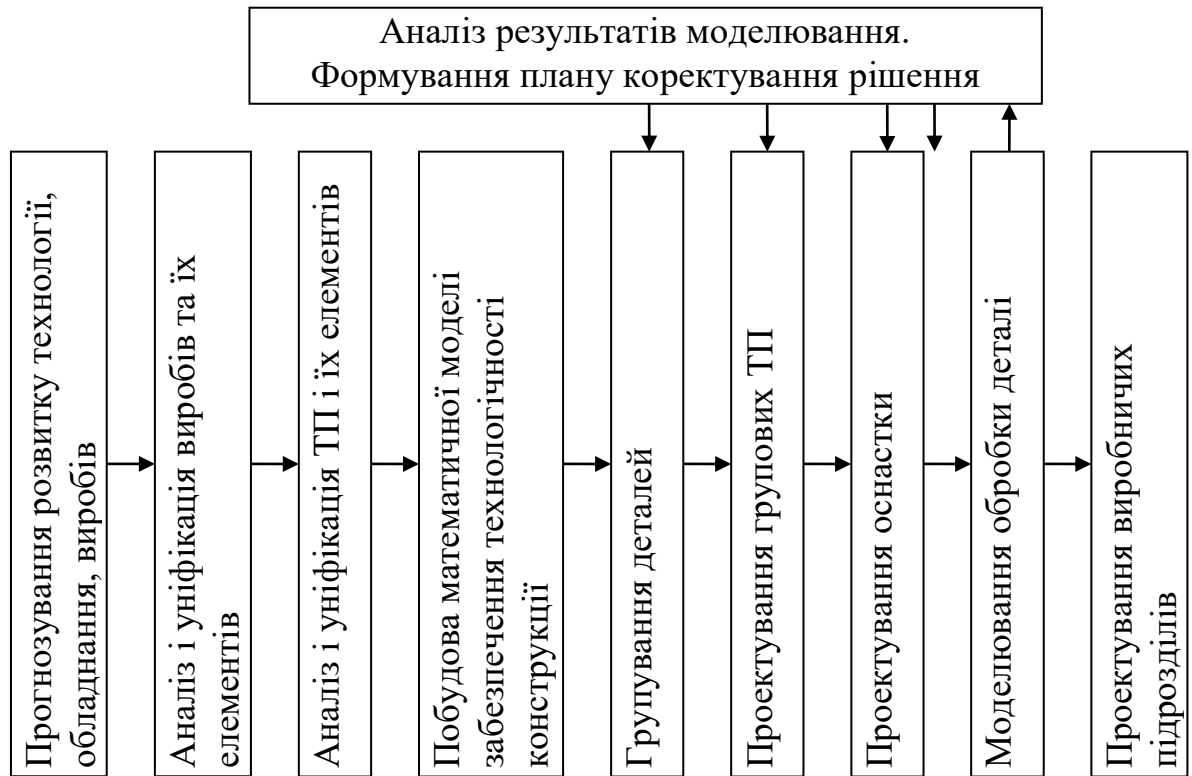 Аналіз результатів моделювання.
Формування плану коректування рішення
Прогнозування розвитку технології,
обладнання, виробів
Аналіз і уніфікація виробів та їх
елементів
Аналіз і уніфікація ТП і їх елементів
Побудова математичної моделі
забезпечення технологічності
конструкції
Групування деталей
Проектування групових ТП
Проектування оснастки
Моделювання обробки деталі
Проектування виробничих
підрозділів